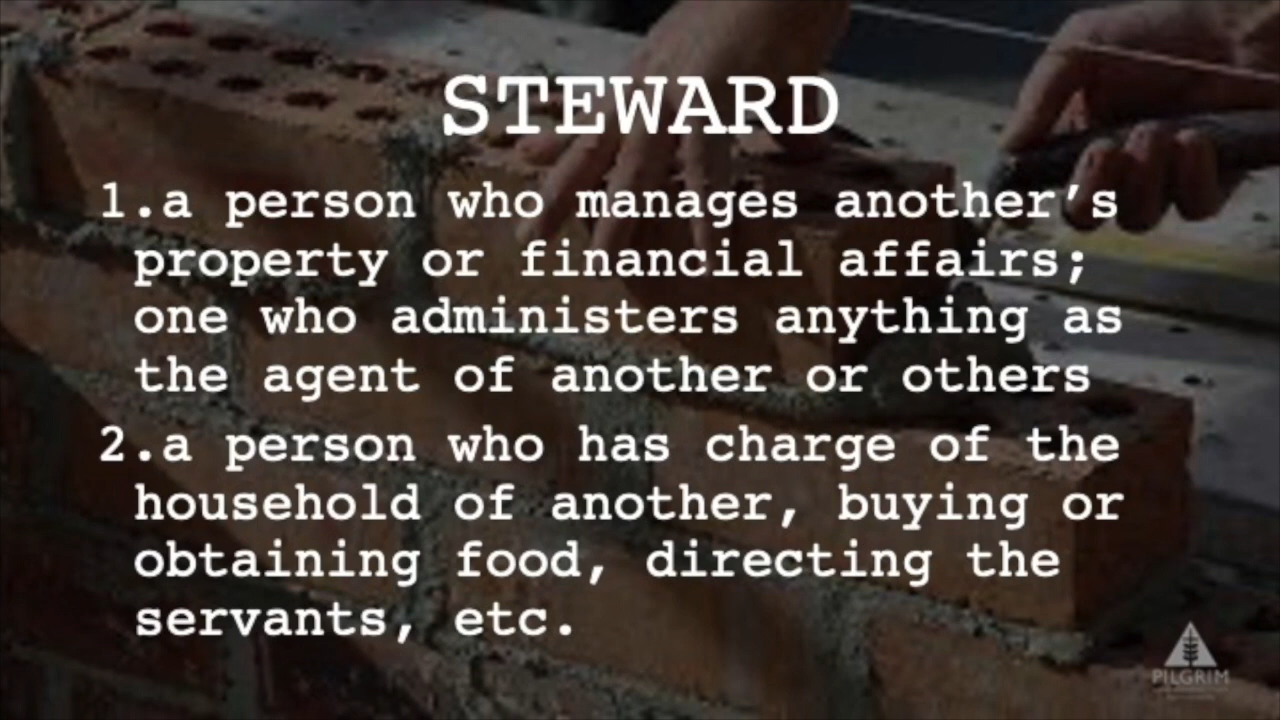 STEWARD
1.a person who manages another’s
property or financial affairs;
one who administers anything as
the agent of another or others
2.a person who has charge of the
household of another, buying or
obtaining food, directing the
servants, etc.
PILGRIM